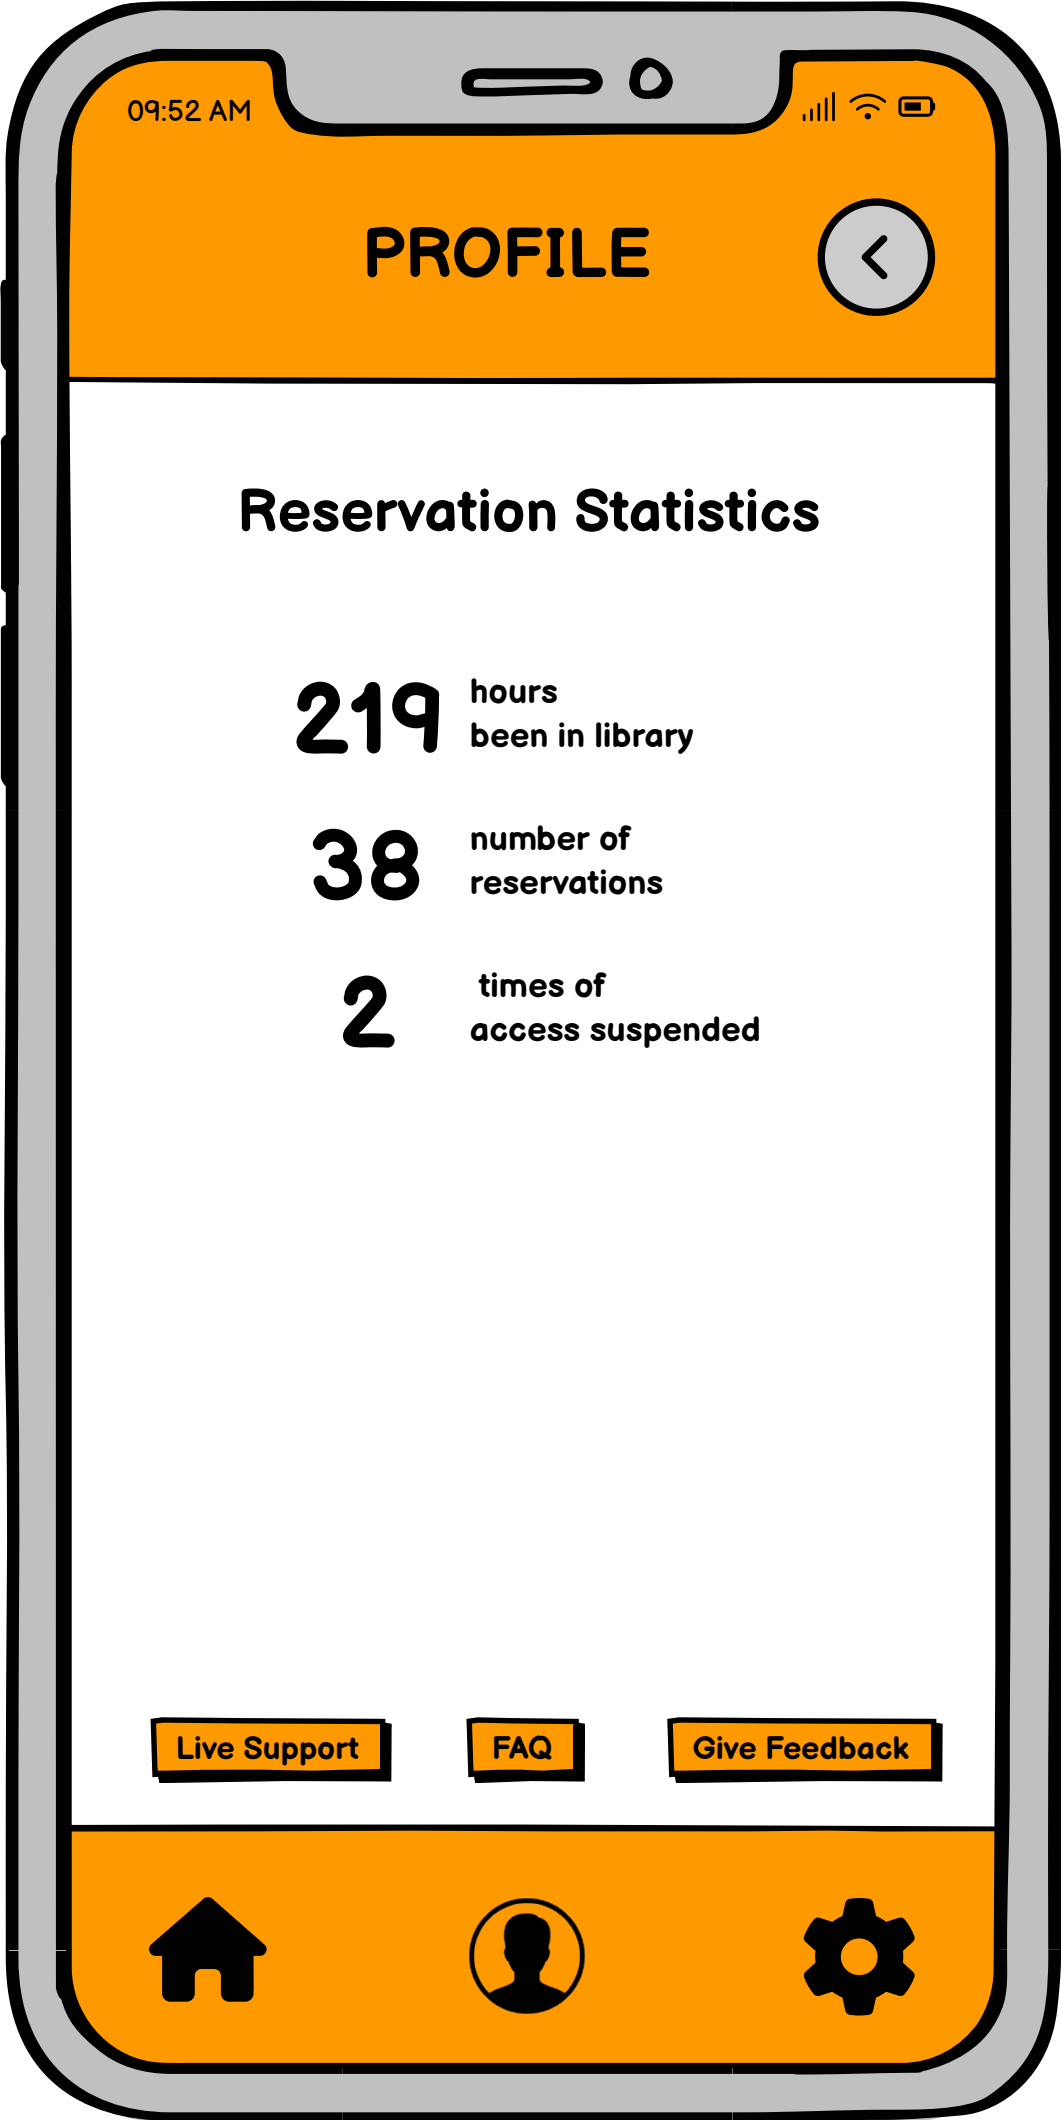 09:52 AM
PROFILE
Reservation Statistics
219
hours
been in library
38
number of
reservations
2
times of
access suspended
Live Support
FAQ
Give Feedback